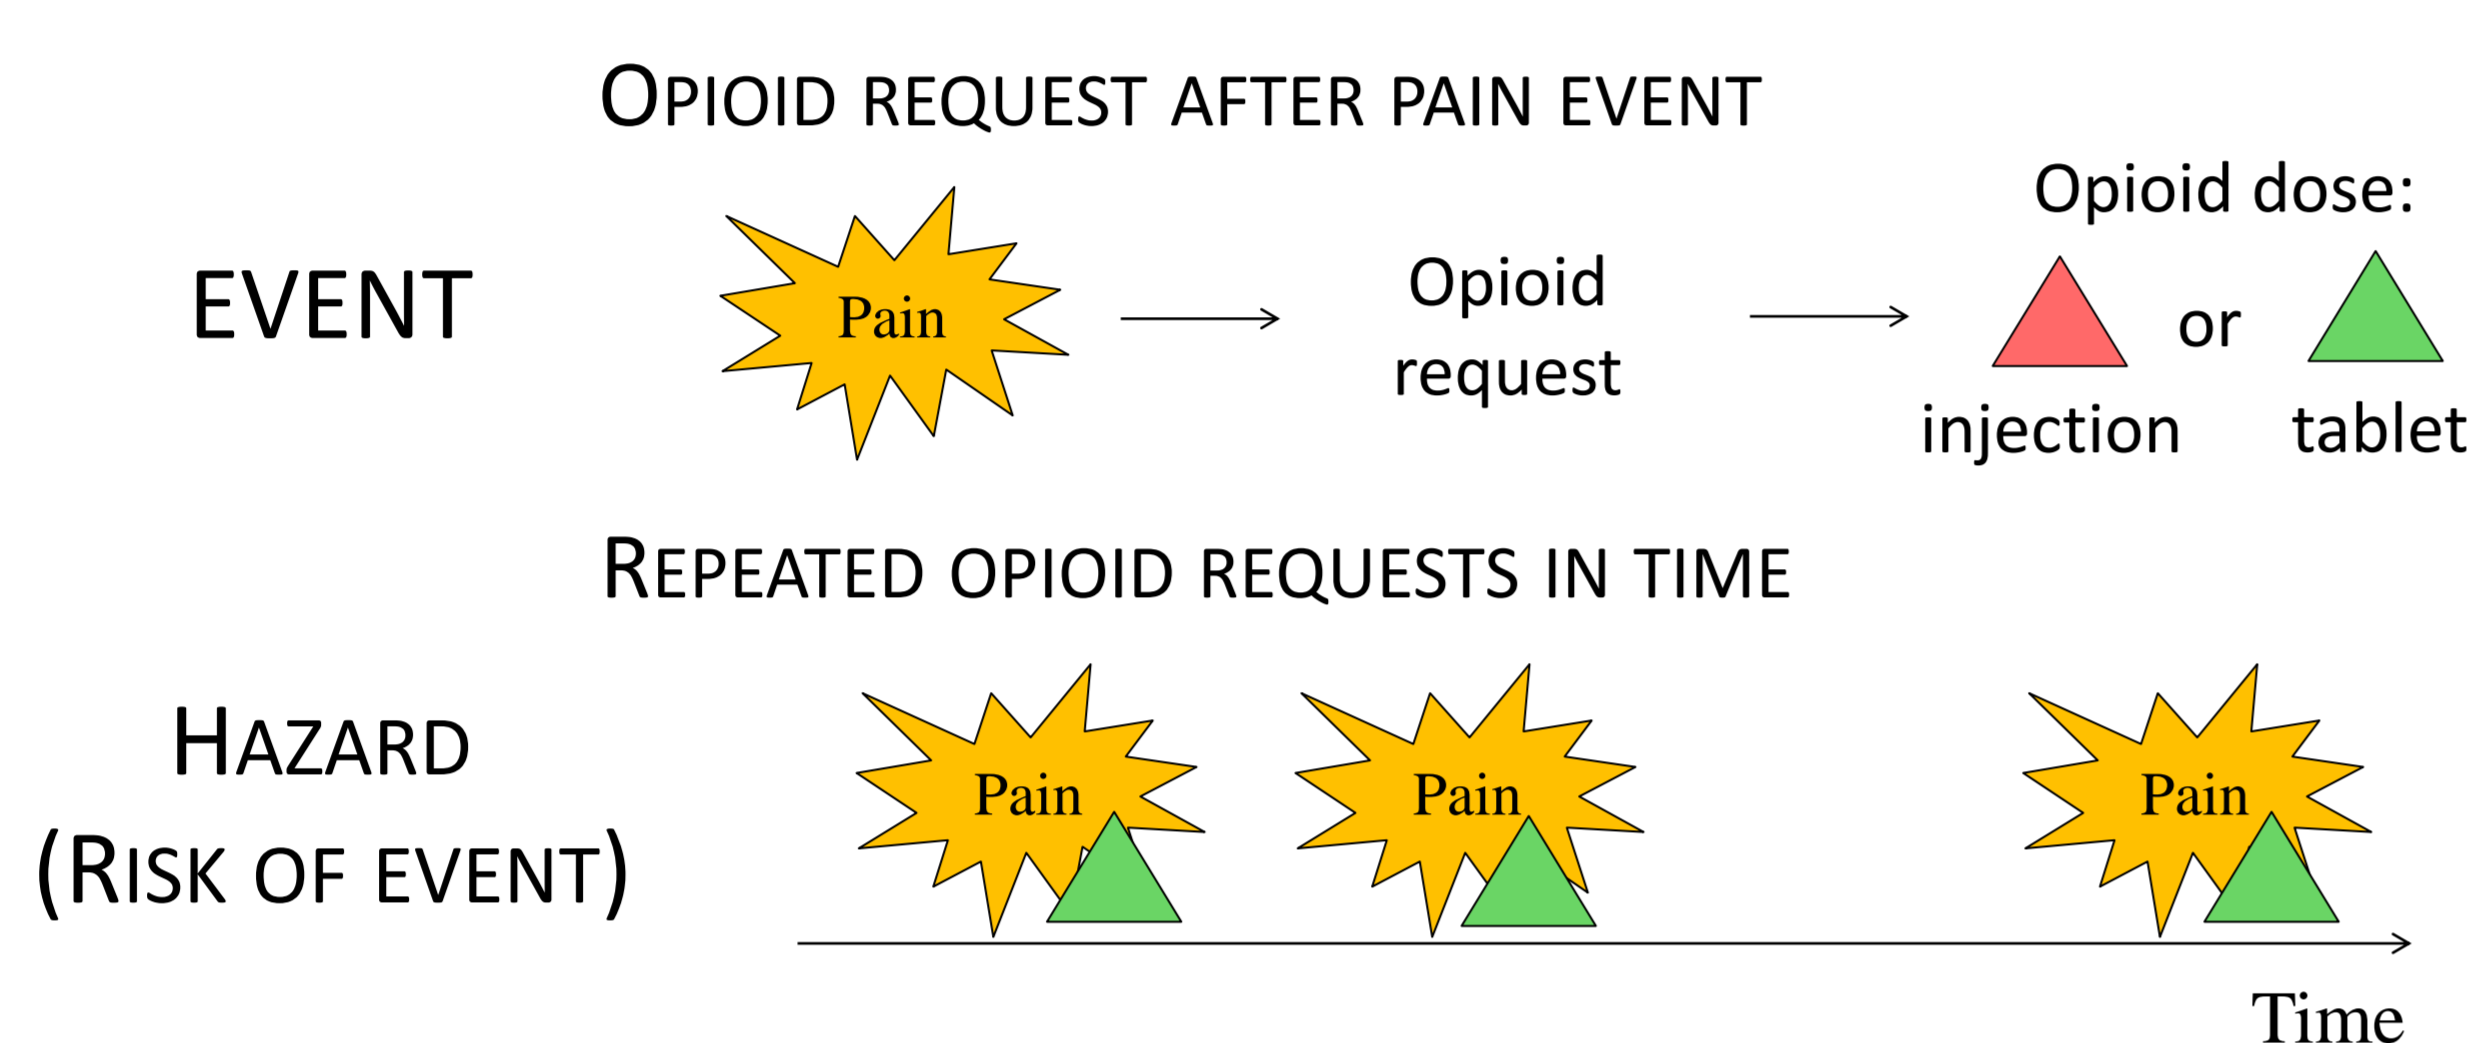 OPIOID REQUEST AFTER PAIN EVENT
Opioid dose:
EVENT
Pain
Opioid
request
or
injection
tablet
REPEATED OPIOID REQUESTS IN TIME
HAZARD
(RISK OF EVENT)
Pain
Pain
Pain
Time